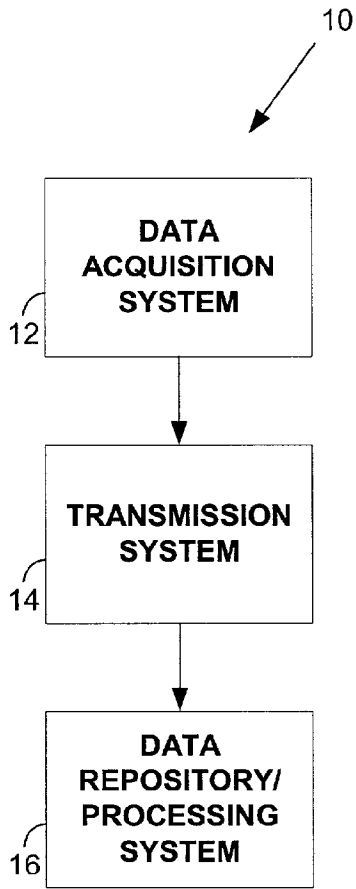 10
DATA
ACQUISITION
SYSTEM
12
TRANSMISSION
SYSTEM
14
DATA
REPOSITORY/
PROCESSING
SYSTEM
16